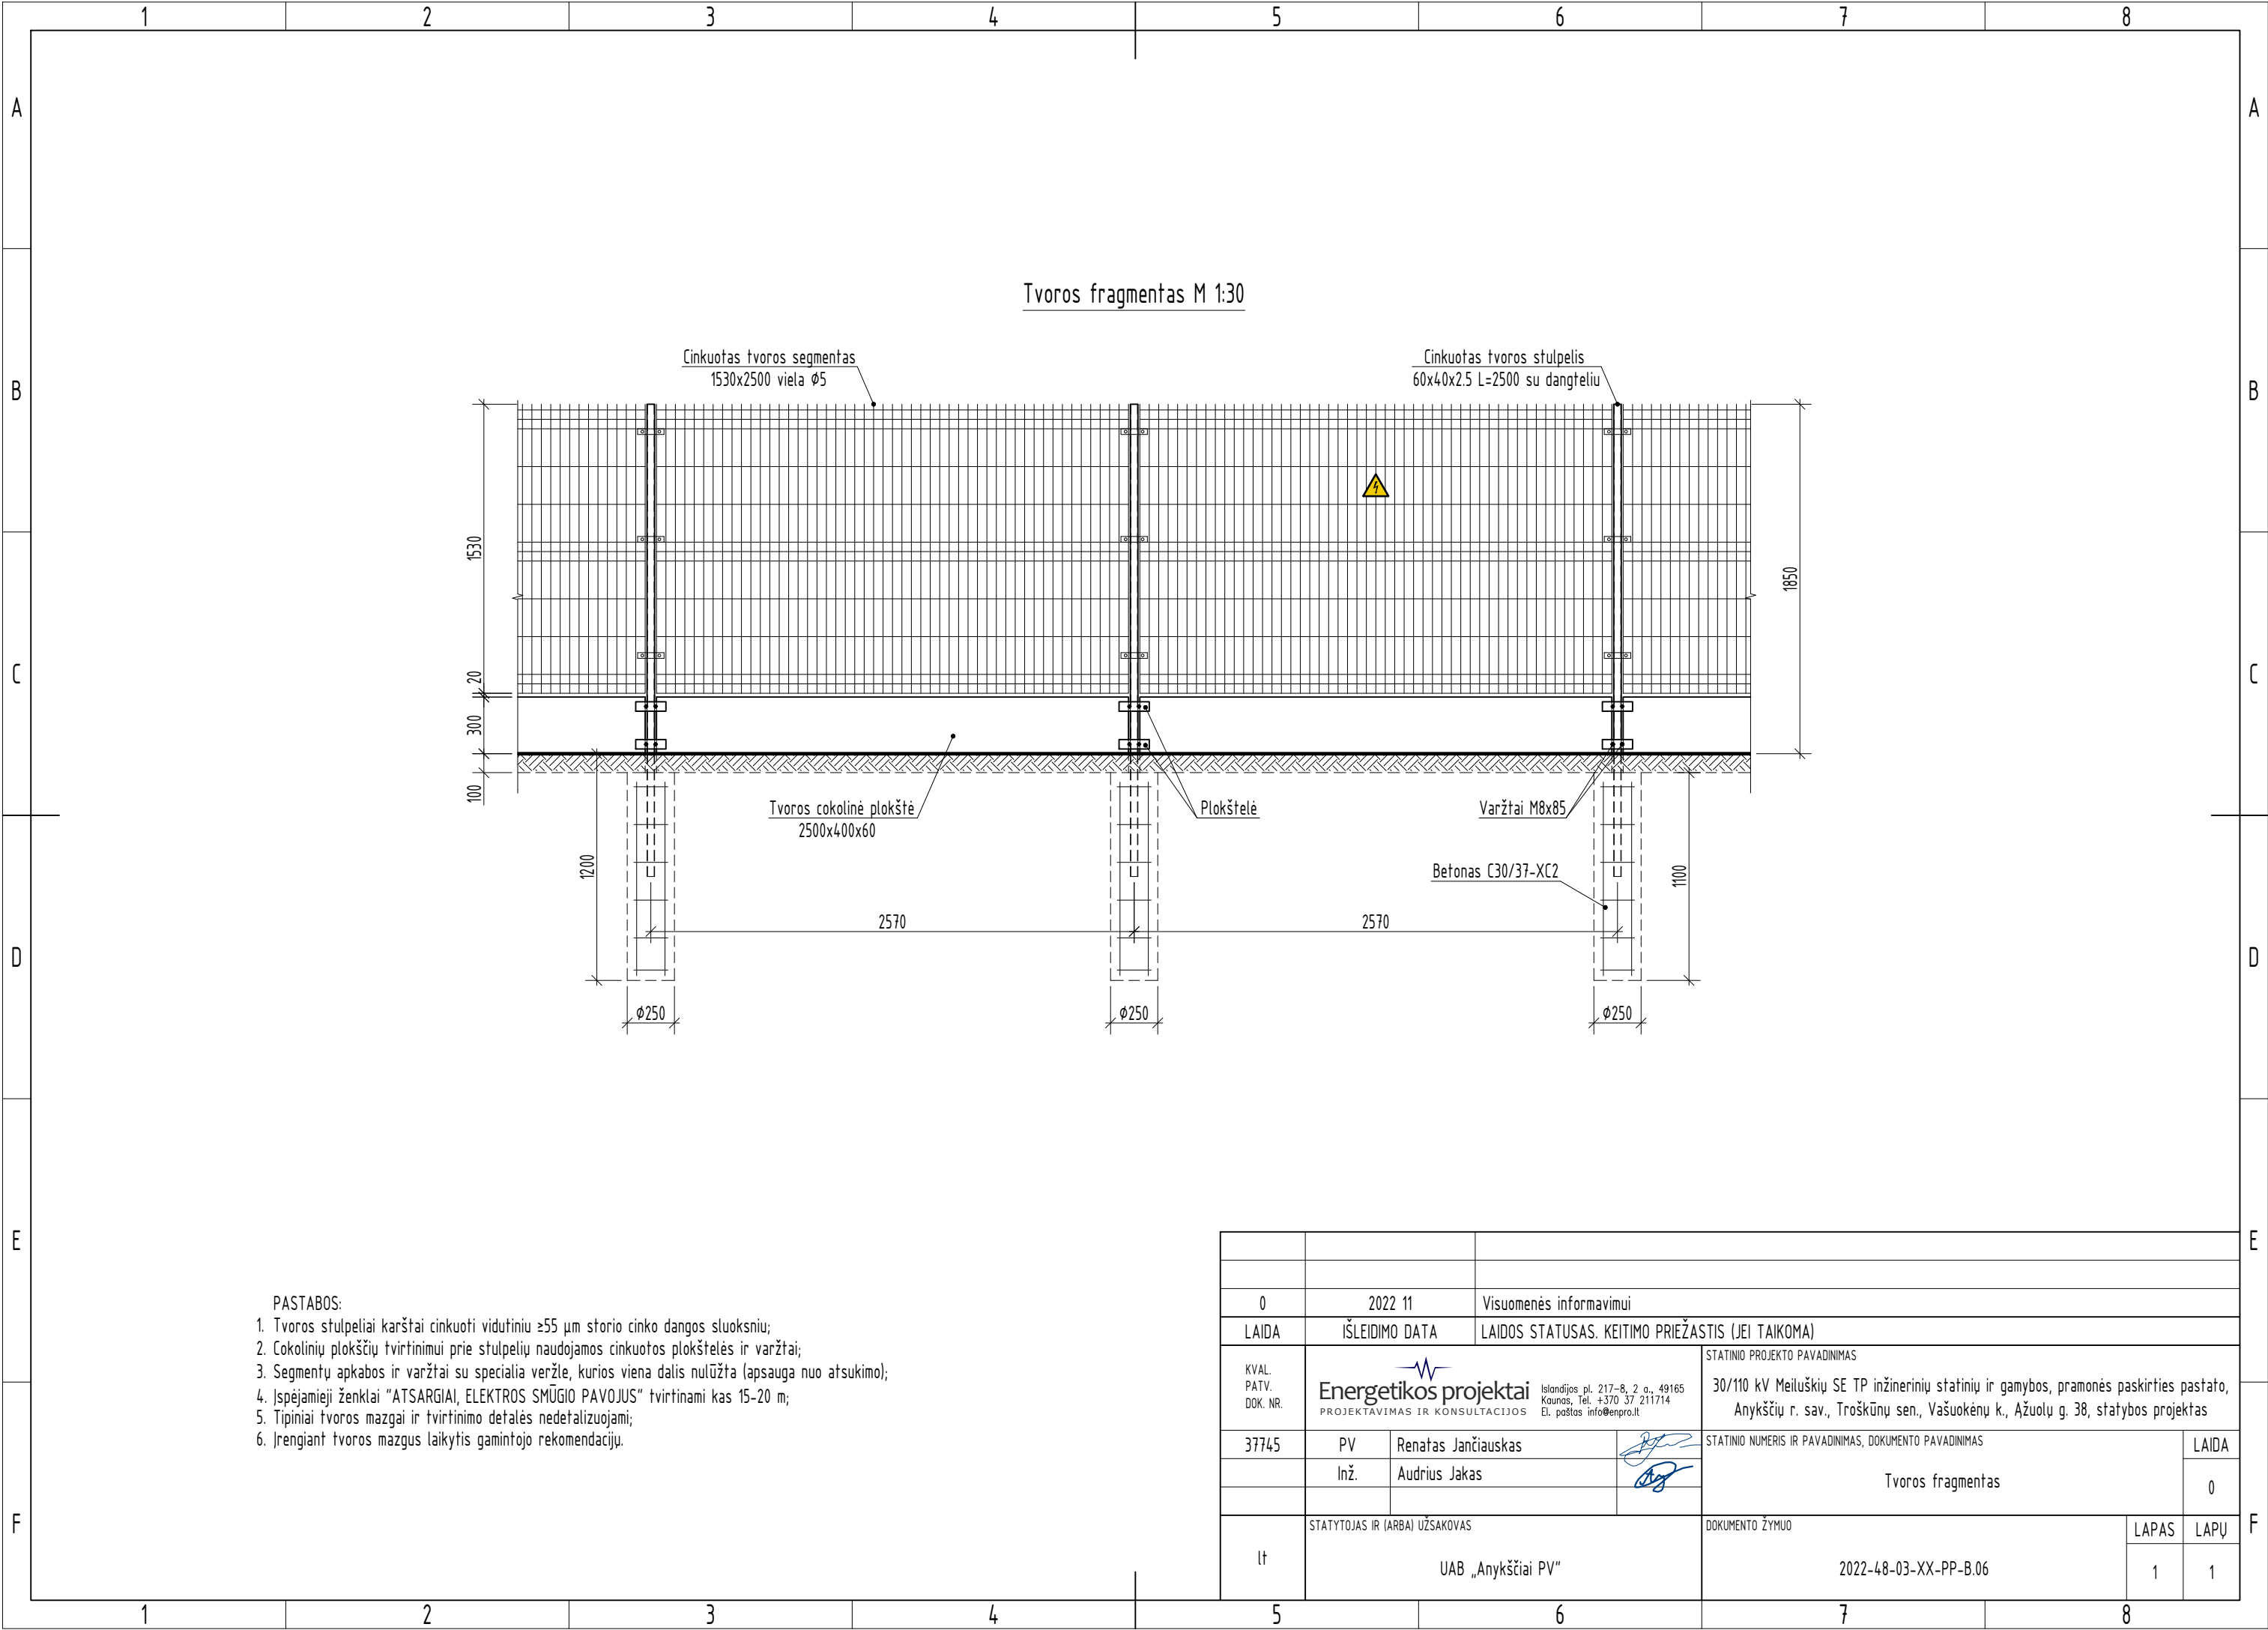 1 2 3 4 5 6 7 8
A A
B B
C C
D D
E E
F F
Tvoros fragmentas M 1:30
Cinkuotas tvoros segmentas
1530x2500 viela Ø5
Cinkuotas tvoros stulpelis
60x40x2.5 L=2500 su dangteliu
1530
20
300
100
1850
1200
1100
Tvoros cokolinė plokštė
2500x400x60
Plokštelė
Varžtai M8x85
Betonas C30/37-XC2
2570
2570
Ø250
Ø250
Ø250
PASTABOS:
1. Tvoros stulpeliai karštai cinkuoti vidutiniu ≥55 µm storio cinko dangos sluoksniu;
2. Cokolinių plokščių tvirtinimui prie stulpelių naudojamos cinkuotos plokštelės ir varžtai;
3. Segmentų apkabos ir varžtai su specialia veržle, kurios viena dalis nulūžta (apsauga nuo atsukimo);
4. Įspėjamieji ženklai "ATSARGIAI, ELEKTROS SMŪGIO PAVOJUS" tvirtinami kas 15-20 m;
5. Tipiniai tvoros mazgai ir tvirtinimo detalės nedetalizuojami;
6. Įrengiant tvoros mazgus laikytis gamintojo rekomendacijų.
0 2022 11 Visuomenės informavimui
LAIDA IŠLEIDIMO DATA LAIDOS STATUSAS. KEITIMO PRIEŽASTIS (JEI TAIKOMA)
KVAL.
PATV.
DOK. NR.
Energetikos projektai
PROJEKTAVIMAS IR KONSULTACIJOS
Islandijos pl. 217-8, 2 a., 49165
Kaunas, Tel. +370 37 211714
El. paštas info@enpro.lt
STATINIO PROJEKTO PAVADINIMAS
30/110 kV Meiluškių SE TP inžinerinių statinių ir gamybos, pramonės paskirties pastato,
Anykščių r. sav., Troškūnų sen., Vašuokėnų k., Ąžuolų g. 38, statybos projektas
37745 PV Renatas Jančiauskas
Inž. Audrius Jakas
STATINIO NUMERIS IR PAVADINIMAS, DOKUMENTO PAVADINIMAS
Tvoros fragmentas
LAIDA
0
lt
STATYTOJAS IR (ARBA) UŽSAKOVAS
UAB „Anykščiai PV"
DOKUMENTO ŽYMUO
2022-48-03-XX-PP-B.06
LAPAS LAPŲ
1 1
1 2 3 4 5 6 7 8